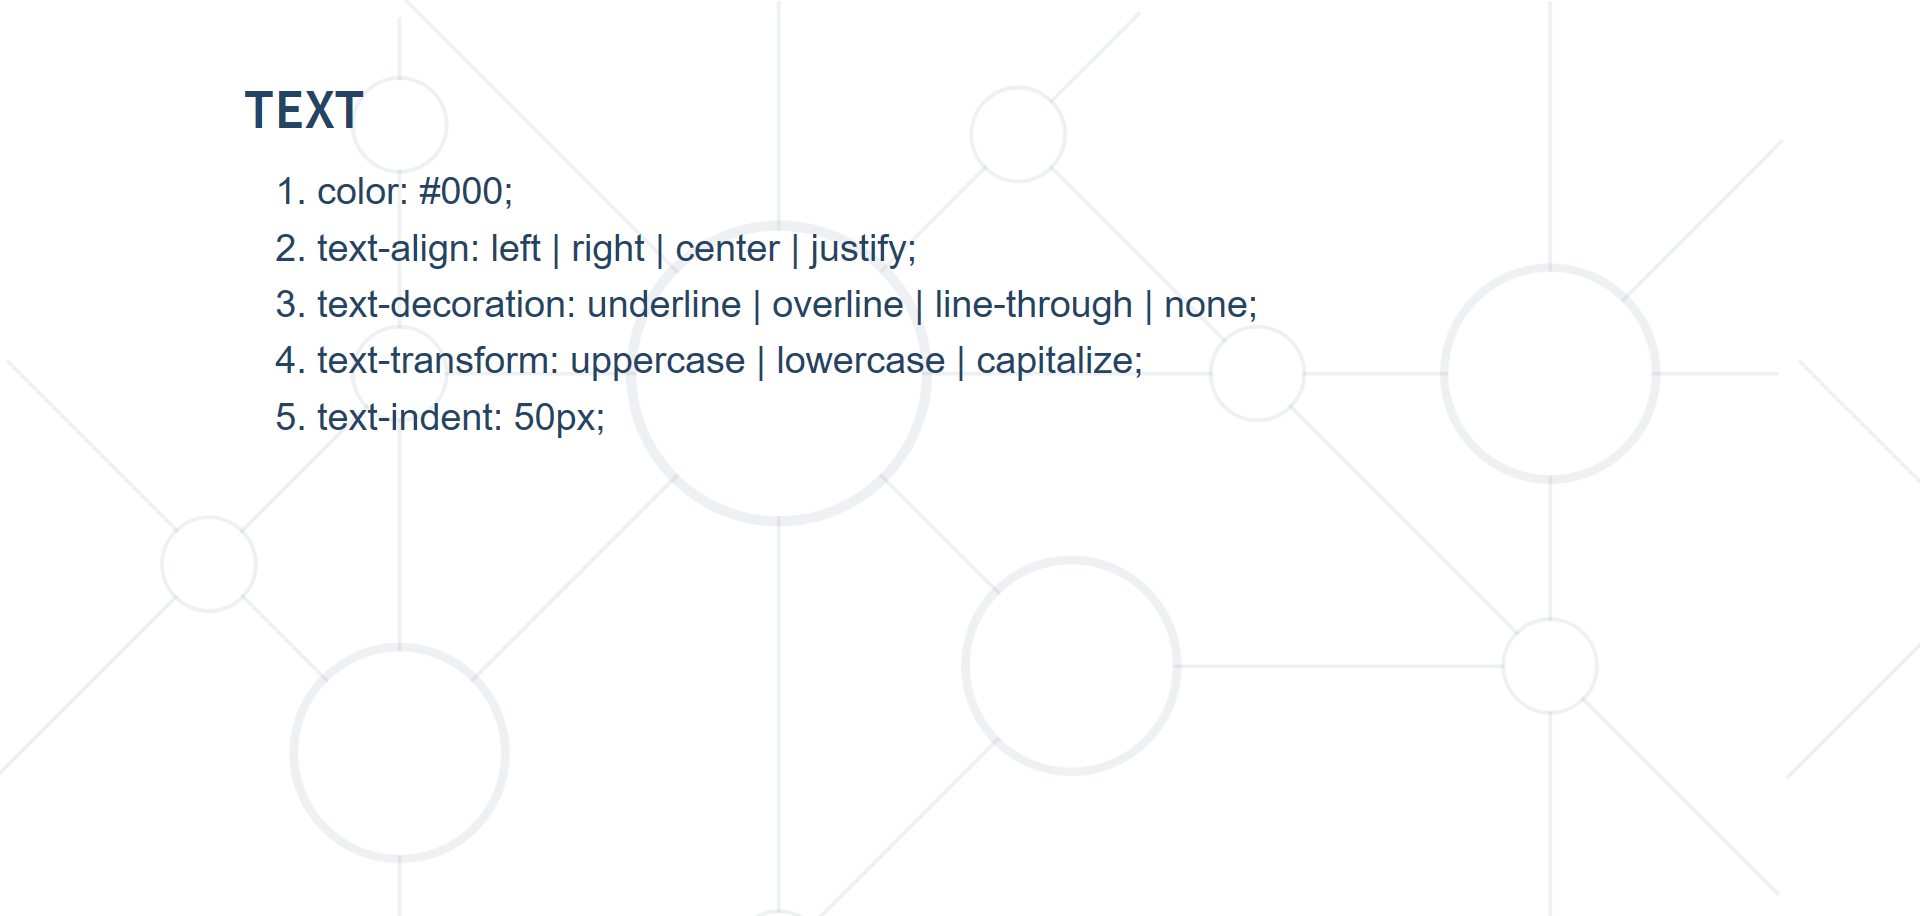 TEXT
1. color: #000;
2. text-align: left | right | center | justify;
3. text-decoration: underline | overline | line-through | none;
4. text-transform: uppercase | lowercase | capitalize;
5. text-indent: 50px;